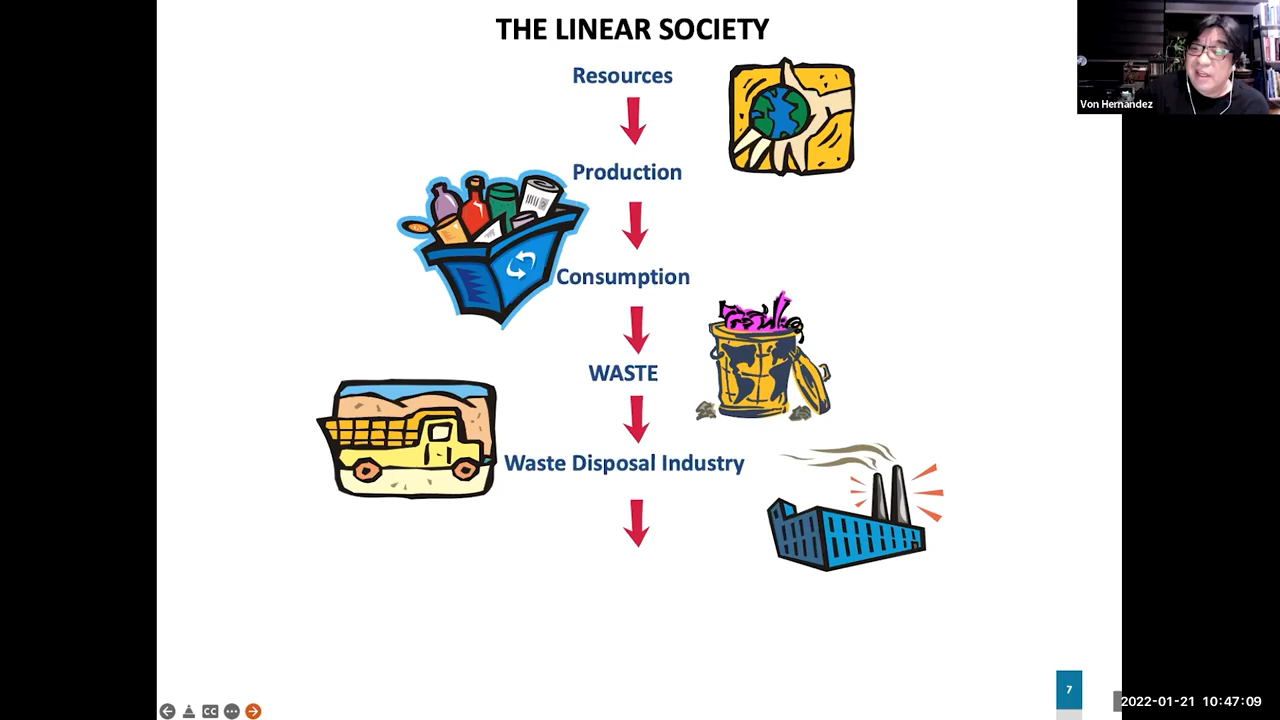 THE LINEAR SOCIETY
Von Hernandez
Resources
Production
Consumption
WASTE
Waste Disposal Industry
7
CC
2022-01-21 10:47:09